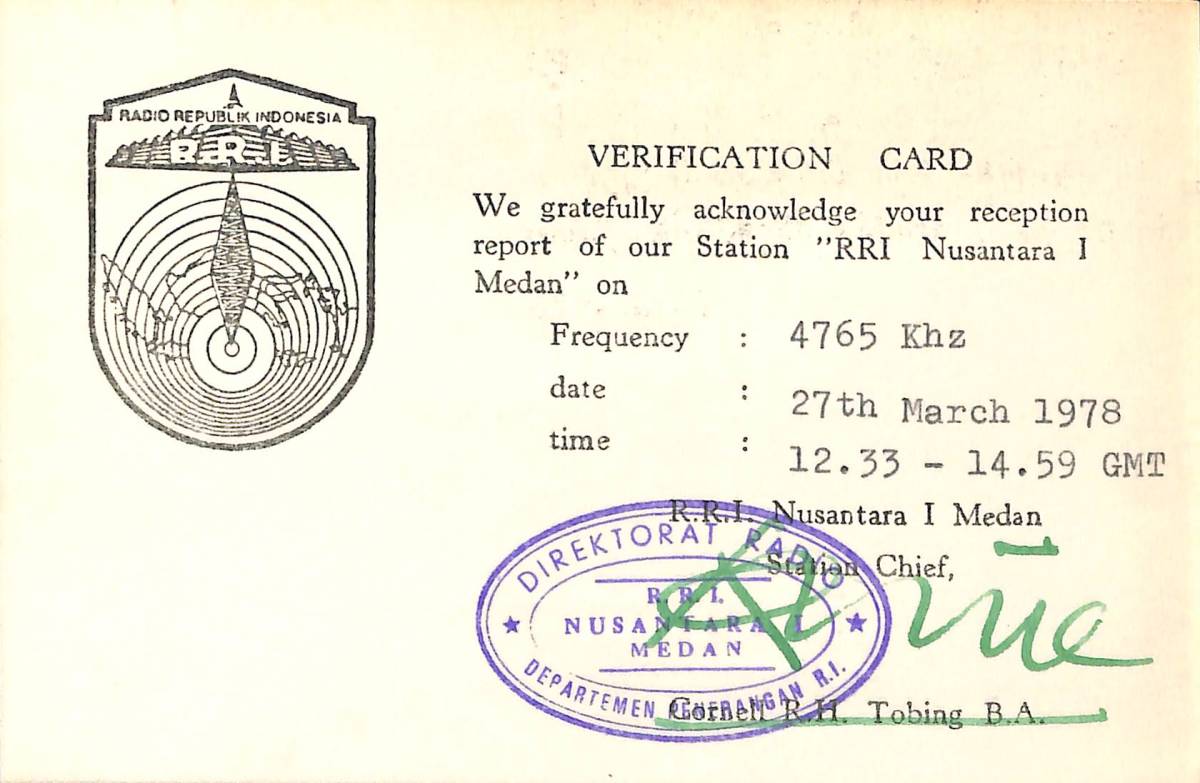 RADIO REPUBLIK INDONESIA
R.R.I.
VERIFICATION CARD
We gratefully acknowledge your reception
report of our Station "RRI Nusantara I
Medan" on
Frequency : 4765 Khz
date : 27th March 1978
time : 12.33 - 14.59 GMT
R.R.I. Nusantara I Medan
Station Chief,
DIREKTORAT RADIO
R. R. I.
NUSANTARA I
MEDAN
DEPARTEMEN PENERANGAN R.I.
Cornell R.H. Tobing B.A.